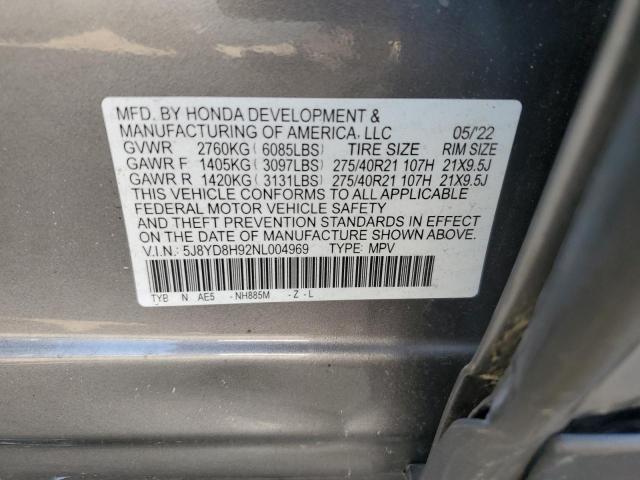 MFD. BY HONDA DEVELOPMENT &
MANUFACTURING OF AMERICA, LLC 05/'22
GVWR 2760KG (6085LBS) TIRE SIZE RIM SIZE
GAWR F 1405KG (3097LBS) 275/40R21 107H 21X9.5J
GAWR R 1420KG (3131LBS) 275/40R21 107H 21X9.5J
THIS VEHICLE CONFORMS TO ALL APPLICABLE
FEDERAL MOTOR VEHICLE SAFETY
AND THEFT PREVENTION STANDARDS IN EFFECT
ON THE DATE OF MANUFACTURE SHOWN ABOVE.
V.I.N.: 5J8YD8H92NL004969 TYPE: MPV
TYB N AE5 -NH885M -Z-L